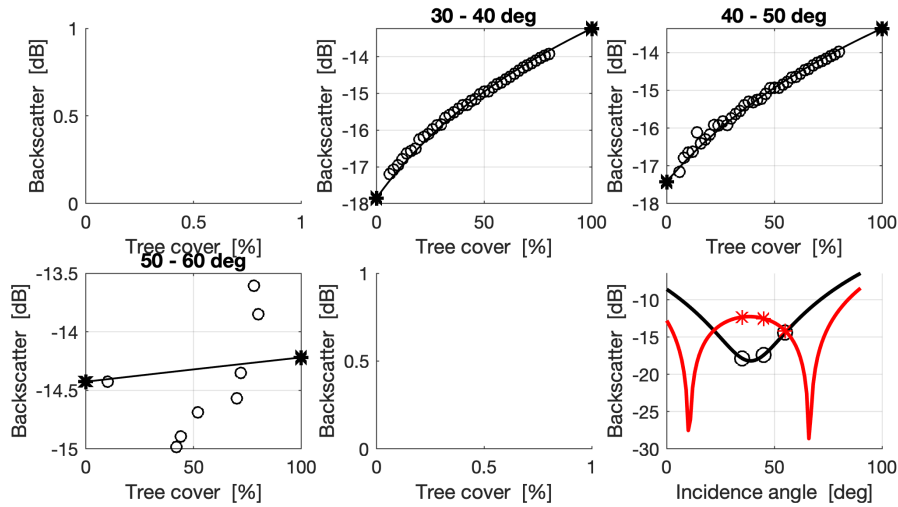 30 - 40 deg
40 - 50 deg
Backscatter [dB]
1
0.5
0
0
0.5
1
Tree cover [%]
Backscatter [dB]
-14
-15
-16
-17
-18
0
50
100
Tree cover [%]
Backscatter [dB]
-14
-15
-16
-17
-18
0
50
100
Tree cover [%]
50 - 60 deg
Backscatter [dB]
-13.5
-14
-14.5
-15
0
50
100
Tree cover [%]
Backscatter [dB]
1
0.5
0
0
0.5
1
Tree cover [%]
Backscatter [dB]
-10
-15
-20
-25
-30
0
50
100
Incidence angle [deg]